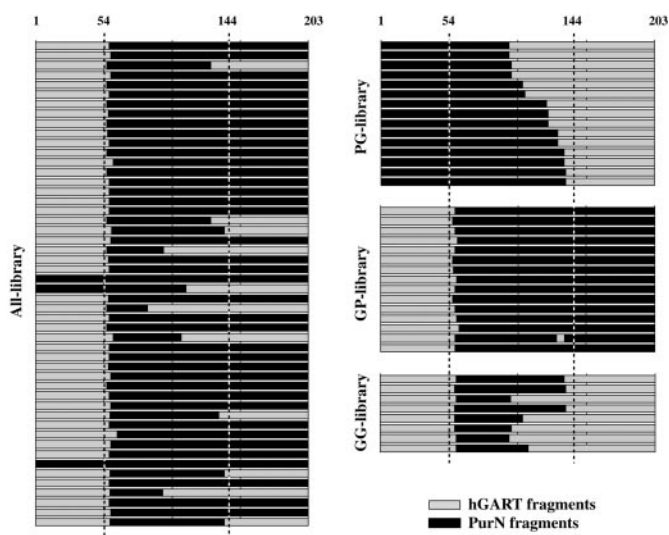 1 54 144 203
1 54 144 203
All-library
PG-library
GP-library
GG-library
hGART fragments
PurN fragments